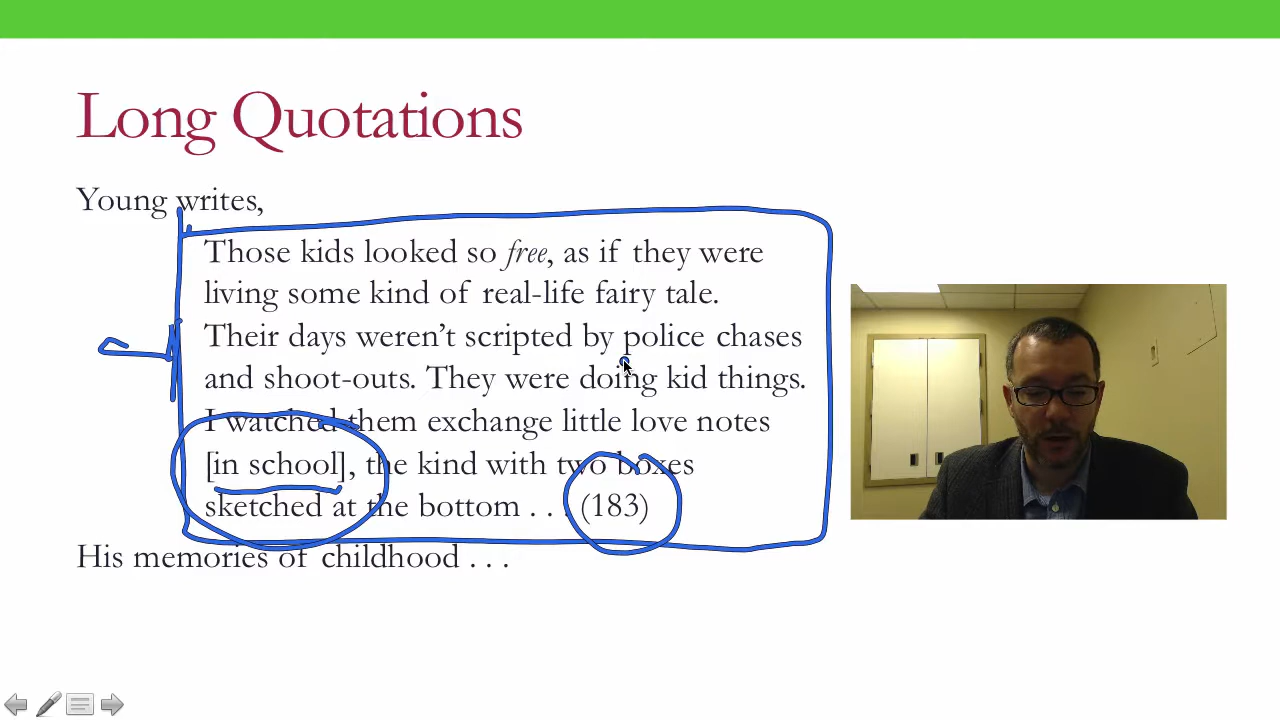 Long Quotations
Young writes,
Those kids looked so free, as if they were
living some kind of real-life fairy tale.
Their days weren’t scripted by police chases
and shoot-outs. They were doing kid things.
I watched them exchange little love notes
[in school], the kind with two boxes
sketched at the bottom . . . (183)
His memories of childhood . . .